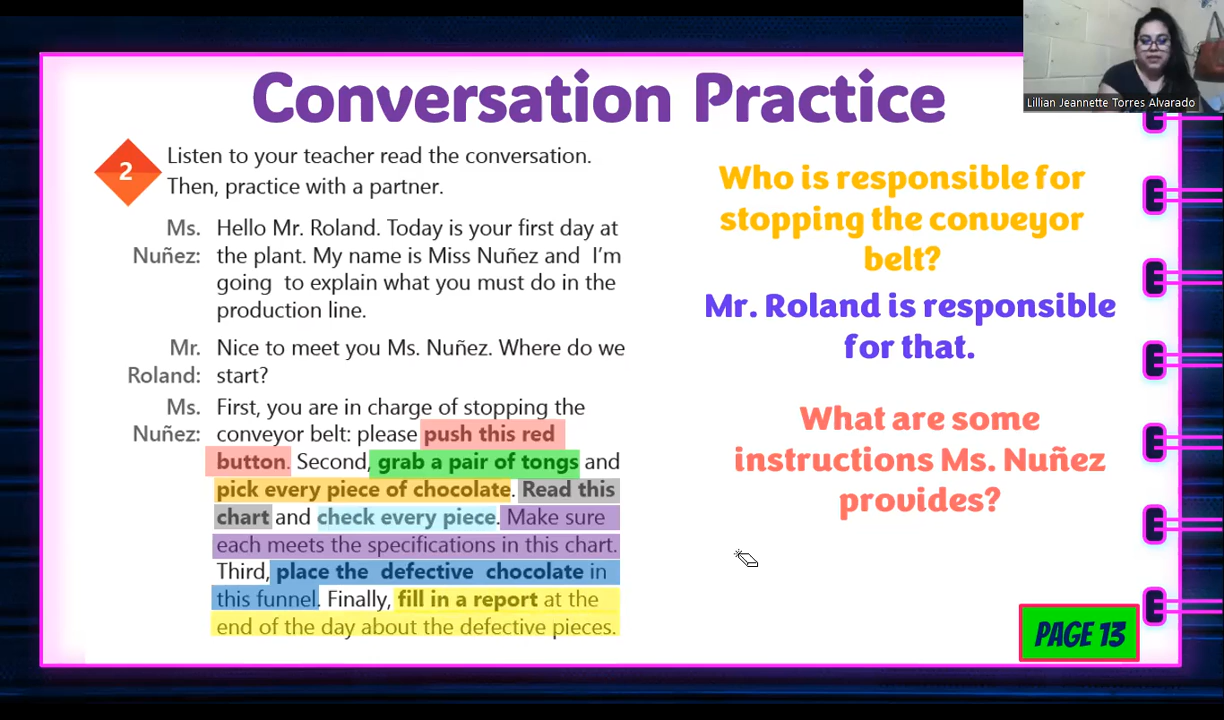 Conversation Practice
Lillian Jeannette Torres Alvarado
2
Listen to your teacher read the conversation.
Then, practice with a partner.
Ms. Hello Mr. Roland. Today is your first day at
Nuñez: the plant. My name is Miss Nuñez and I'm
going to explain what you must do in the
production line.
Mr. Nice to meet you Ms. Nuñez. Where do we
Roland: start?
Ms. First, you are in charge of stopping the
Nuñez: conveyor belt: please push this red
button. Second, grab a pair of tongs and
pick every piece of chocolate. Read this
chart and check every piece. Make sure
each meets the specifications in this chart.
Third, place the defective chocolate in
this funnel. Finally, fill in a report at the
end of the day about the defective pieces.
Who is responsible for
stopping the conveyor
belt?
Mr. Roland is responsible
for that.
What are some
instructions Ms. Nuñez
provides?
PAGE 13